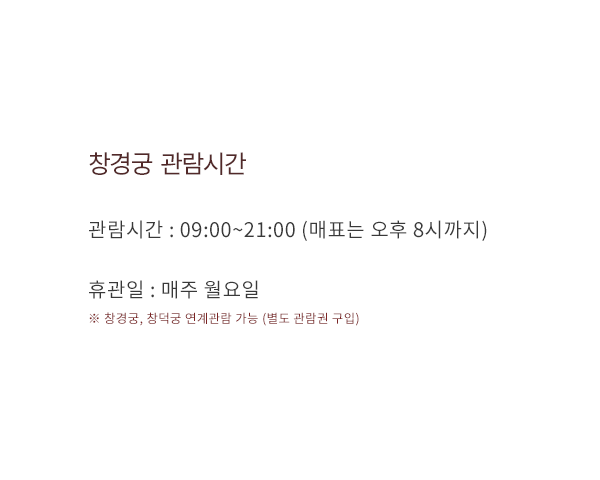 창경궁 관람시간
관람시간 : 09:00~21:00 (매표는 오후 8시까지)
휴관일 : 매주 월요일
※ 창경궁, 창덕궁 연계관람 가능 (별도 관람권 구입)